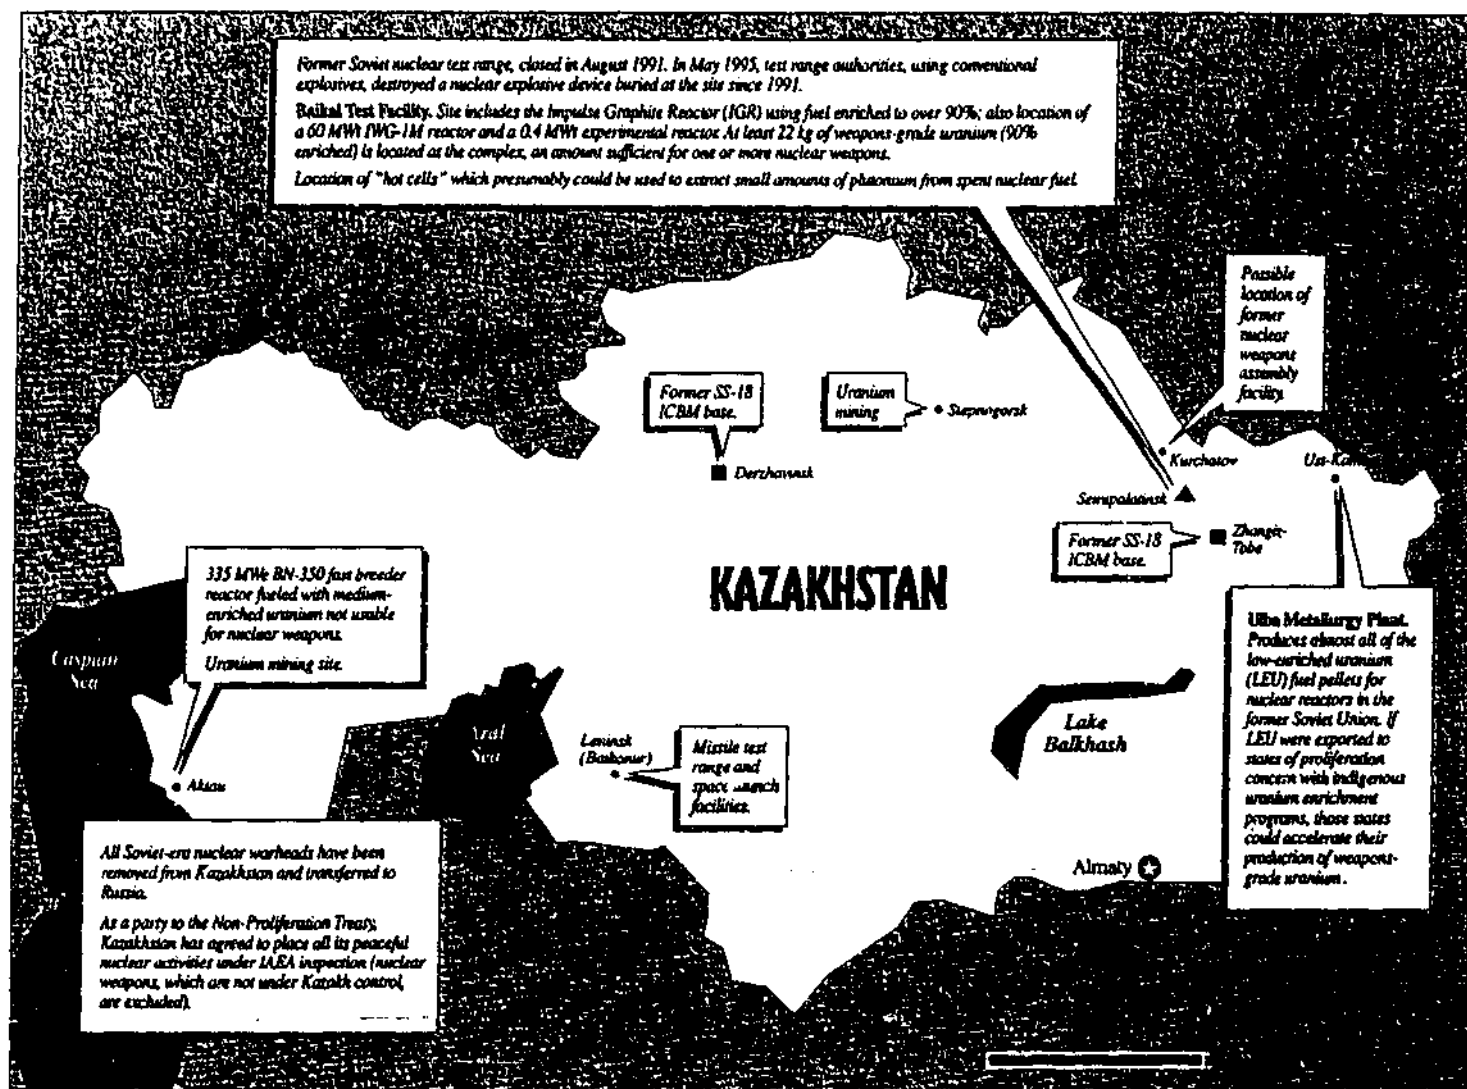 Former Soviet nuclear test range, closed in August 1991. In May 1995, test range authorities, using conventional
explosives, destroyed a nuclear explosive device buried at the site since 1991.
Baikal Test Facility. Site includes the Impulse Graphite Reactor (IGR) using fuel enriched to over 90%; also location of
a 60 MWt IWG-1M reactor and a 0.4 MWt experimental reactor. At least 22 kg of weapons-grade uranium (90%
enriched) is located at the complex, an amount sufficient for one or more nuclear weapons.
Location of "hot cells" which presumably could be used to extract small amounts of plutonium from spent nuclear fuel.
Possible
location of
former
nuclear
weapons
assembly
facility.
Former SS-18
ICBM base.
Uranium
mining
Stepnogorsk
Derzhavinsk
Kurchatov
Semipalatinsk
Former SS-18
ICBM base.
Zhangiz-
Tobe
335 MWe BN-350 fast breeder
reactor fueled with medium-
enriched uranium not usable
for nuclear weapons.
Uranium mining site.
KAZAKHSTAN
Ulba Metallurgy Plant.
Produces almost all of the
low-enriched uranium
(LEU) fuel pellets for
nuclear reactors in the
former Soviet Union. If
LEU were exported to
states of proliferation
concern with indigenous
uranium enrichment
programs, those states
could accelerate their
production of weapons-
grade uranium.
Caspian
Sea
Aral
Sea
Lake
Balkhash
Leninsk
(Baikonur)
Missile test
range and
space launch
facilities.
Aktau
Almaty
All Soviet-era nuclear warheads have been
removed from Kazakhstan and transferred to
Russia.
As a party to the Non-Proliferation Treaty,
Kazakhstan has agreed to place all its peaceful
nuclear activities under IAEA inspection (nuclear
weapons, which are not under Kazakh control,
are excluded).